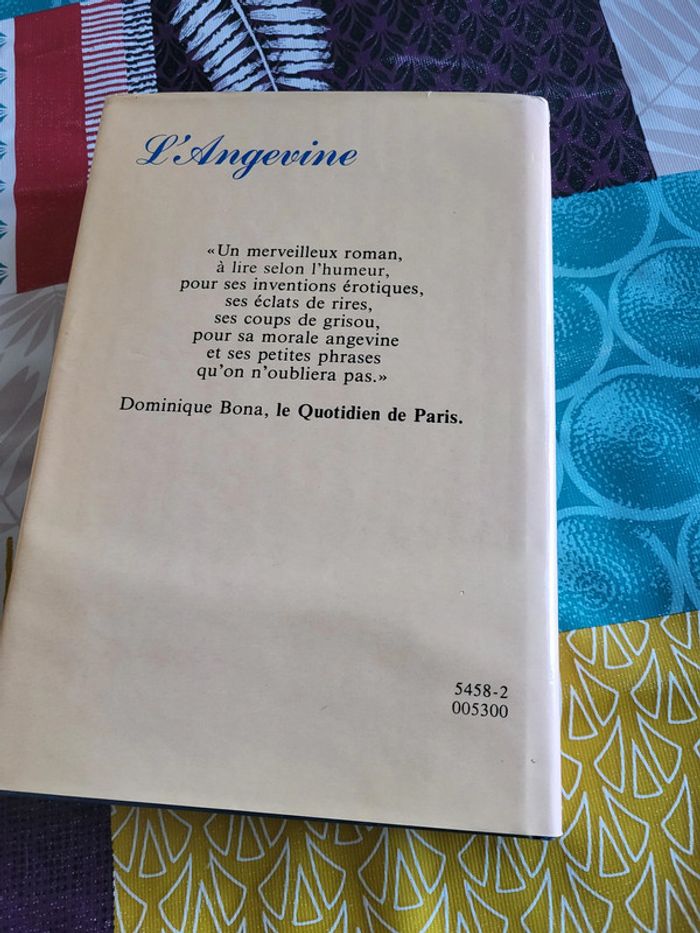 L'Angevine
«Un merveilleux roman,
à lire selon l'humeur,
pour ses inventions érotiques,
ses éclats de rires,
ses coups de grisou,
pour sa morale angevine
et ses petites phrases
qu'on n'oubliera pas.»
Dominique Bona, le Quotidien de Paris.
5458-2
005300